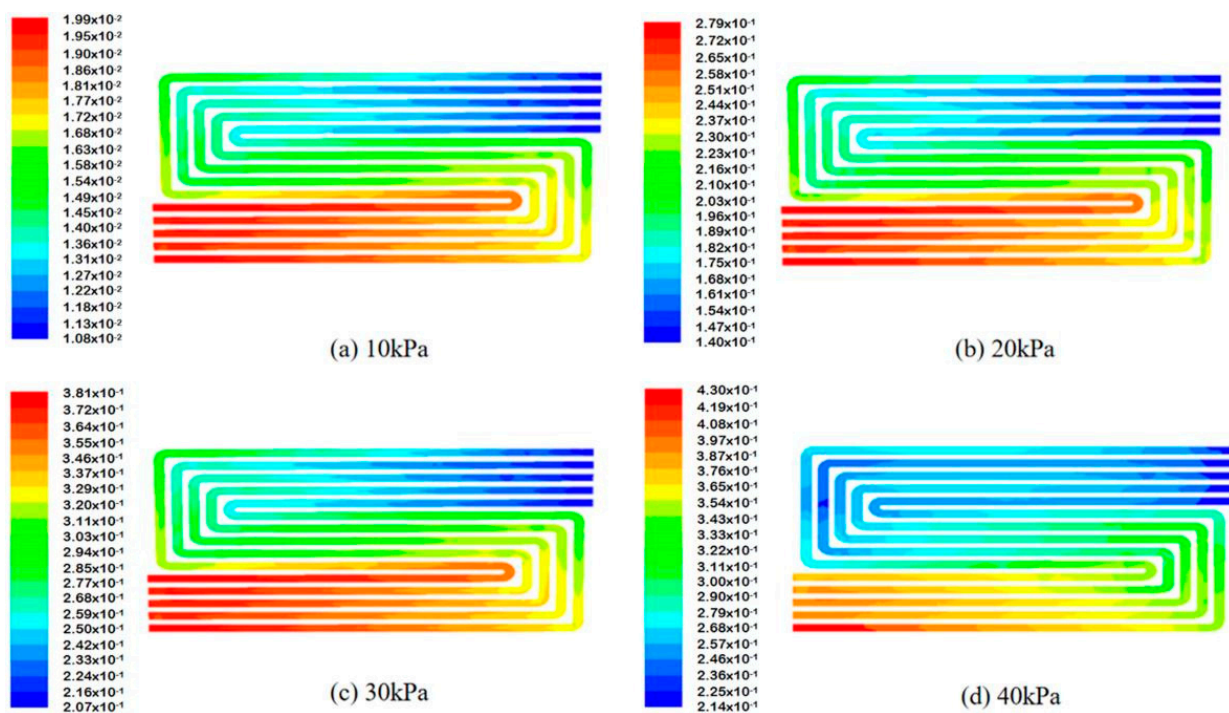 1.99x10⁻²
1.95x10⁻²
1.90x10⁻²
1.86x10⁻²
1.81x10⁻²
1.77x10⁻²
1.72x10⁻²
1.68x10⁻²
1.63x10⁻²
1.58x10⁻²
1.54x10⁻²
1.49x10⁻²
1.45x10⁻²
1.40x10⁻²
1.36x10⁻²
1.31x10⁻²
1.27x10⁻²
1.22x10⁻²
1.18x10⁻²
1.13x10⁻²
1.08x10⁻²
(a) 10kPa
2.79x10⁻¹
2.72x10⁻¹
2.65x10⁻¹
2.58x10⁻¹
2.51x10⁻¹
2.44x10⁻¹
2.37x10⁻¹
2.30x10⁻¹
2.23x10⁻¹
2.16x10⁻¹
2.10x10⁻¹
2.03x10⁻¹
1.96x10⁻¹
1.89x10⁻¹
1.82x10⁻¹
1.75x10⁻¹
1.68x10⁻¹
1.61x10⁻¹
1.54x10⁻¹
1.47x10⁻¹
1.40x10⁻¹
(b) 20kPa
3.81x10⁻¹
3.72x10⁻¹
3.64x10⁻¹
3.55x10⁻¹
3.46x10⁻¹
3.37x10⁻¹
3.29x10⁻¹
3.20x10⁻¹
3.11x10⁻¹
3.03x10⁻¹
2.94x10⁻¹
2.85x10⁻¹
2.77x10⁻¹
2.68x10⁻¹
2.59x10⁻¹
2.50x10⁻¹
2.42x10⁻¹
2.33x10⁻¹
2.24x10⁻¹
2.16x10⁻¹
2.07x10⁻¹
(c) 30kPa
4.30x10⁻¹
4.19x10⁻¹
4.08x10⁻¹
3.97x10⁻¹
3.87x10⁻¹
3.76x10⁻¹
3.65x10⁻¹
3.54x10⁻¹
3.43x10⁻¹
3.33x10⁻¹
3.22x10⁻¹
3.11x10⁻¹
3.00x10⁻¹
2.90x10⁻¹
2.79x10⁻¹
2.68x10⁻¹
2.57x10⁻¹
2.46x10⁻¹
2.36x10⁻¹
2.25x10⁻¹
2.14x10⁻¹
(d) 40kPa